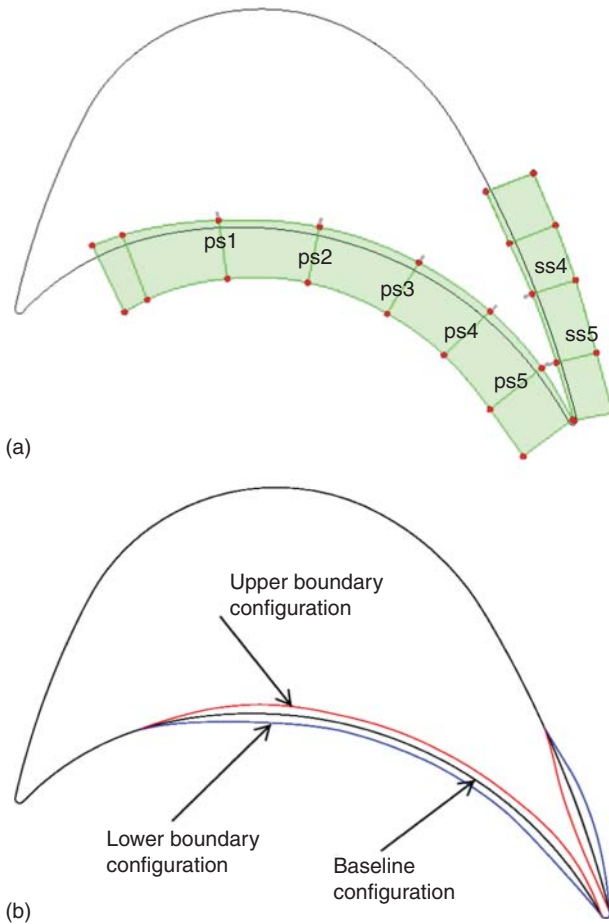 ps1
ps2
ps3
ps4
ps5
ss4
ss5
(a)
Upper boundary
configuration
Lower boundary
configuration
Baseline
configuration
(b)